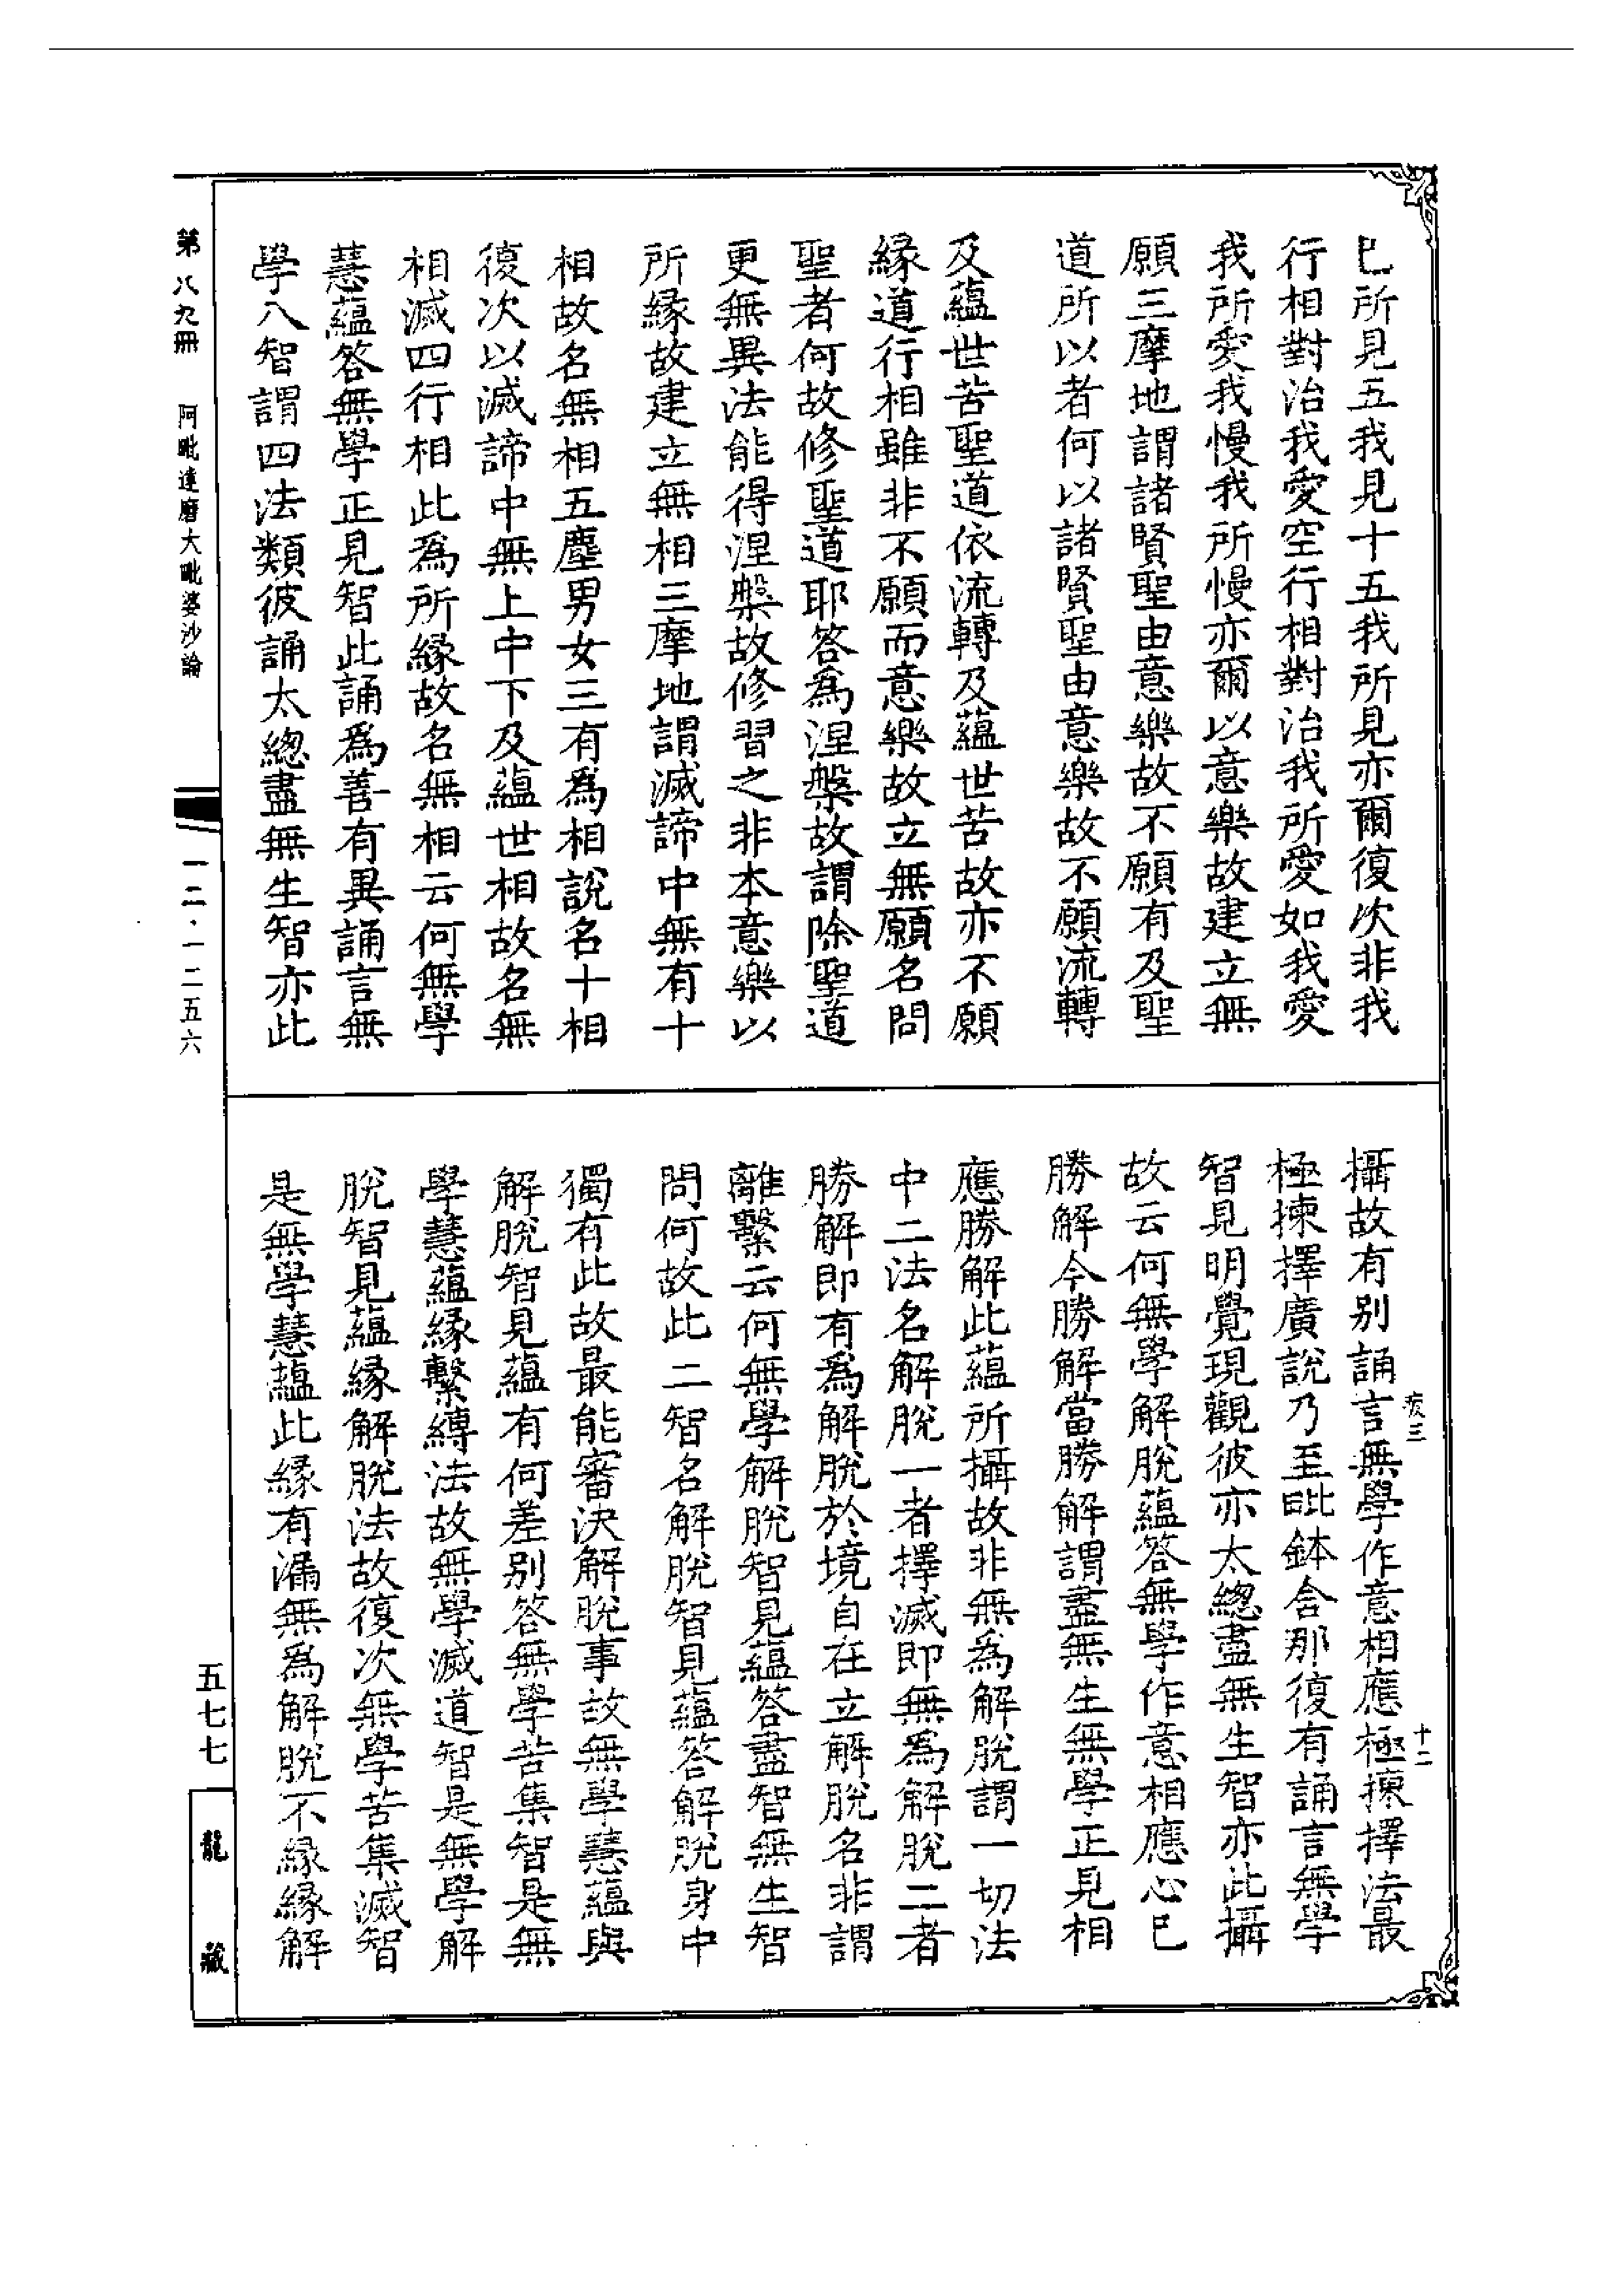 已所見五我見十五我所見亦爾復次非我
行相對治我愛空行相對治我所愛如我愛
我所愛我慢我所慢亦爾以意樂故建立無
願三摩地謂諸賢聖由意樂故不願有及聖
道所以者何以諸賢聖由意樂故不願流轉
及蘊世苦聖道依流轉及蘊世苦故亦不願
緣道行相雖非不願而意樂故立無願名問
聖者何故修聖道耶答爲涅槃故謂除聖道
更無異法能得涅槃故修習之非本意樂以
所緣故建立無相三摩地謂滅諦中無有十
相故名無相五塵男女三有爲相說名十相
復次以滅諦中無上中下及蘊世相故名無
相滅四行相此爲所緣故名無相云何無學
慧蘊答無學正見智此誦爲善有異誦言無
學八智謂四法類彼誦太總盡無生智亦此
攝故有别誦言無學作意相應極揀擇法最
極揀擇廣說乃至毗鉢舍那復有誦言無學
智見明覺現觀彼亦太總盡無生智亦此攝
故云何無學解脫蘊答無學作意相應心已
勝解今勝解當勝解謂盡無生無學正見相
應勝解此蘊所攝故非無爲解脫謂一切法
中二法名解脫一者擇滅即無爲解脫二者
勝解即有爲解脫於境自在立解脫名非謂
離繫云何無學解脫智見蘊答盡智無生智
問何故此二智名解脫智見蘊答解脫身中
獨有此故最能審決解脫事故無學慧蘊與
解脫智見蘊有何差别答無學苦集智是無
學慧蘊緣繫縛法故無學滅道智是無學解
脫智見蘊緣解脫法故復次無學苦集滅智
是無學慧蘊此緣有漏無爲解脫不緣緣解
疲三
十二
第八九冊
阿毗達磨大毗婆沙論
一二·一二五六
五七七
龍藏